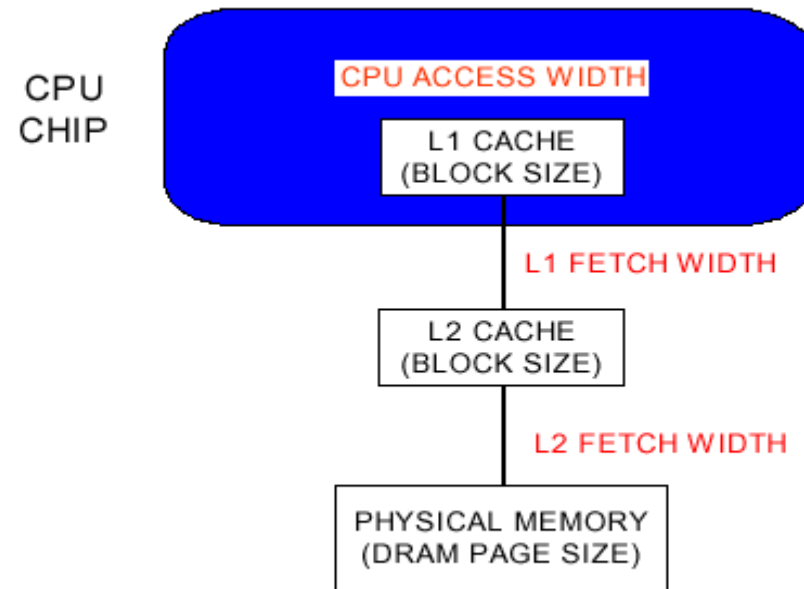 CPU
CHIP
CPU ACCESS WIDTH
L1 CACHE
(BLOCK SIZE)
L1 FETCH WIDTH
L2 CACHE
(BLOCK SIZE)
L2 FETCH WIDTH
PHYSICAL MEMORY
(DRAM PAGE SIZE)